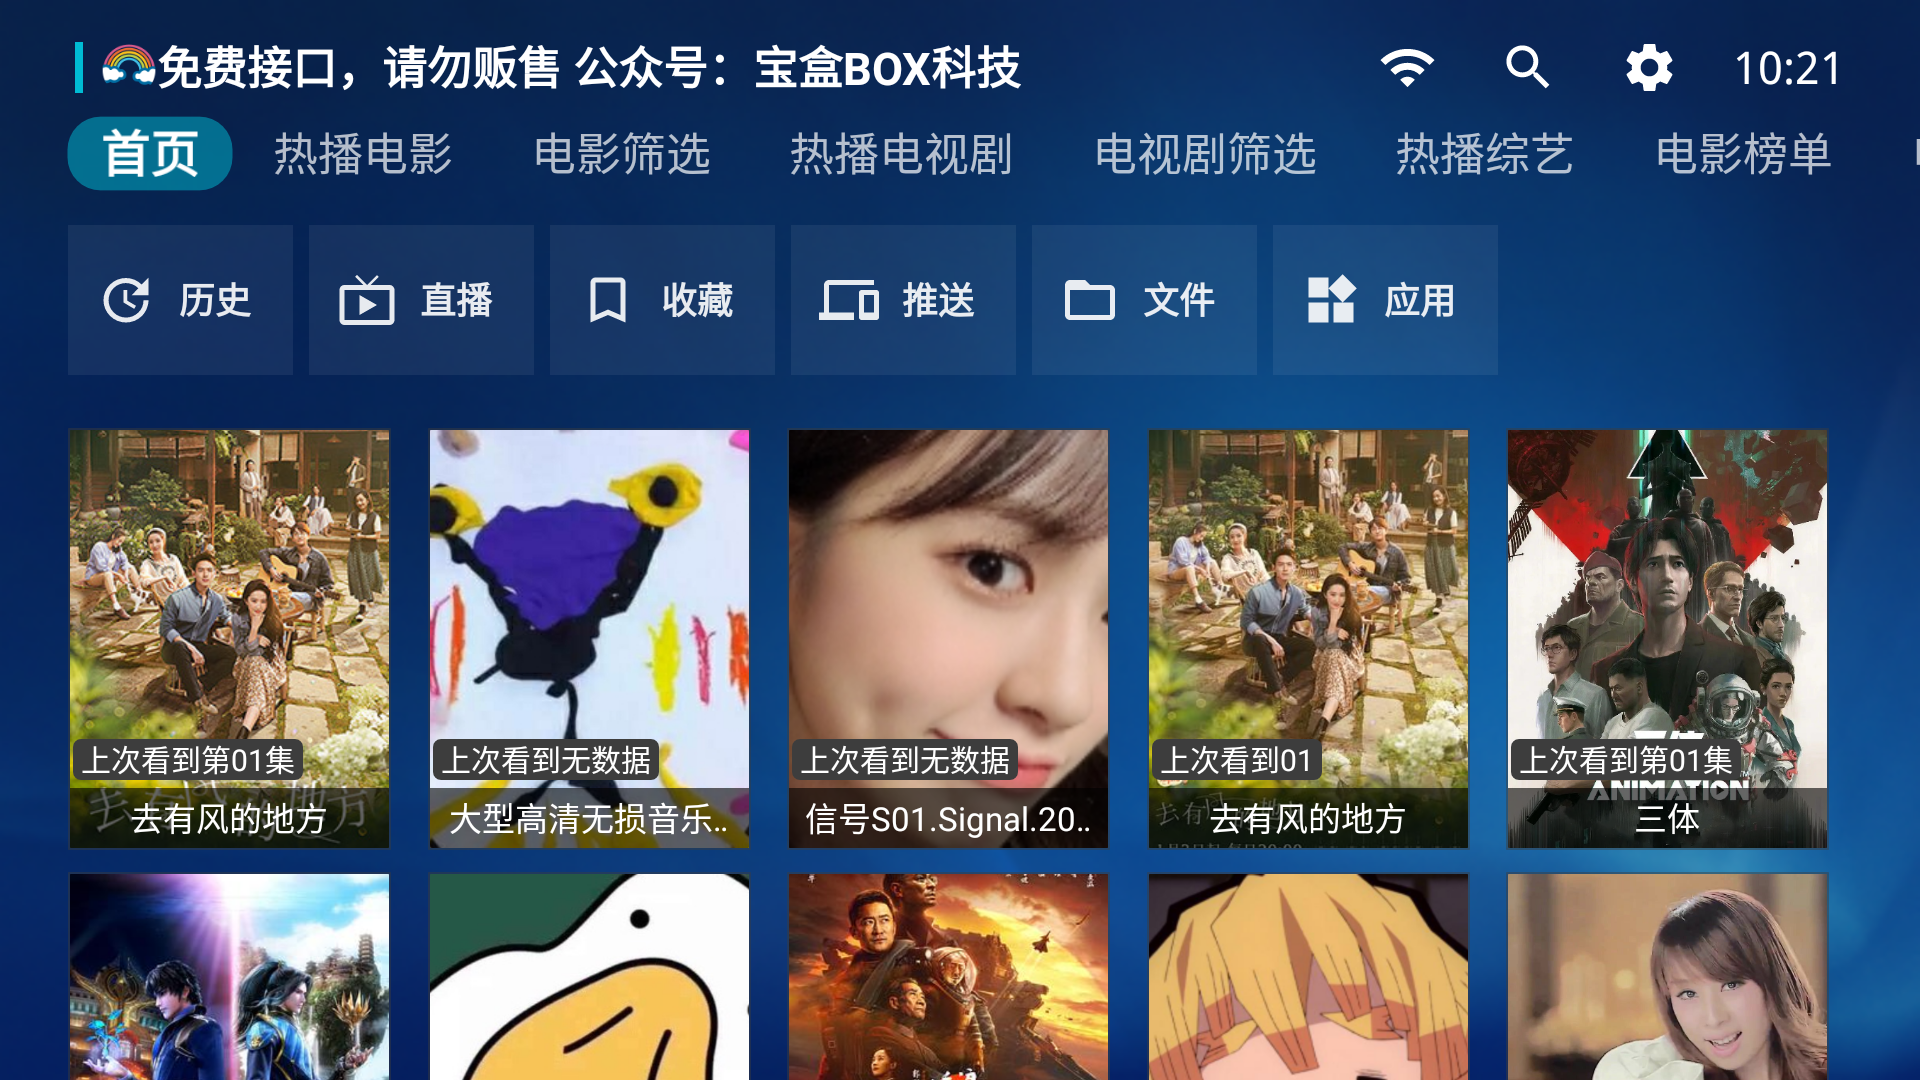 免费接口，请勿贩售 公众号：宝盒BOX科技
10:21
首页 热播电影 电影筛选 热播电视剧 电视剧筛选 热播综艺 电影榜单
历史 直播 收藏 推送 文件 应用
上次看到第01集 上次看到无数据 上次看到无数据 上次看到01 上次看到第01集
ANIMATION
去有风的地方 大型高清无损音乐.. 信号S01.Signal.20.. 去有风的地方 三体